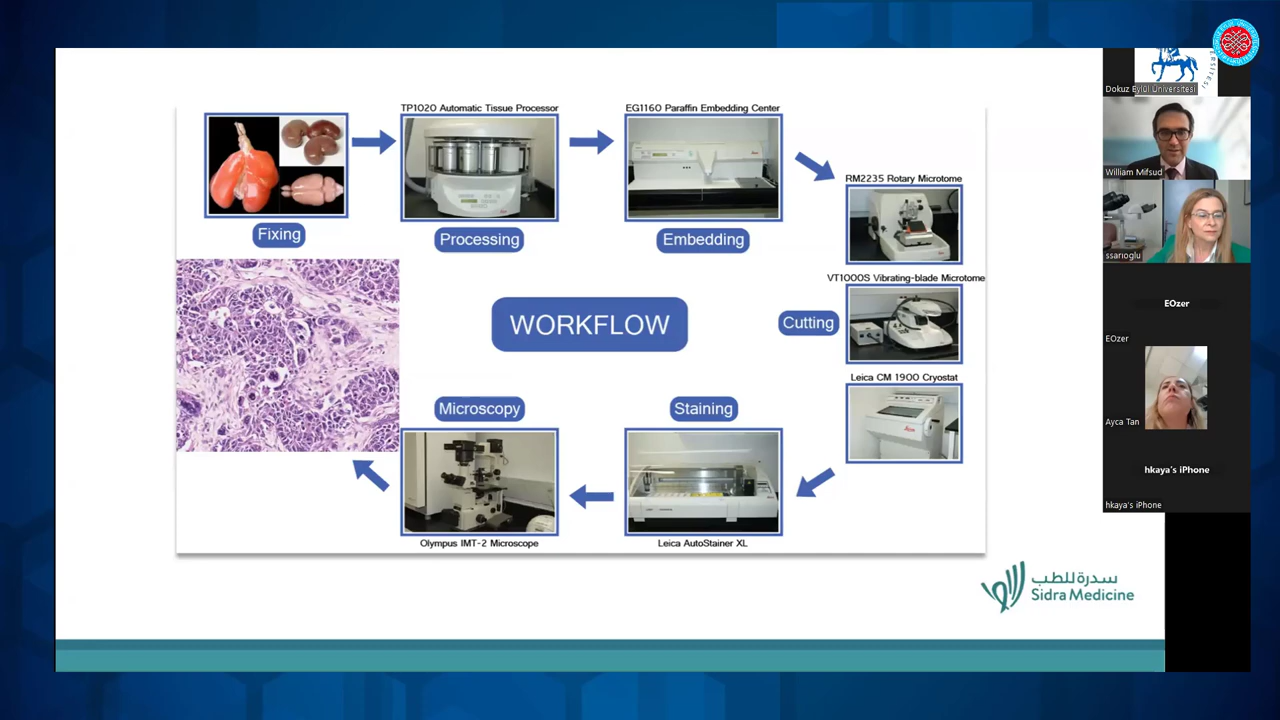 TP1020 Automatic Tissue Processor
EG1160 Paraffin Embedding Center
Fixing
Processing
Embedding
RM2235 Rotary Microtome
VT1000S Vibrating-blade Microtome
WORKFLOW
Cutting
Leica CM 1900 Cryostat
Microscopy
Staining
Olympus IMT-2 Microscope
Leica AutoStainer XL
سدرة للطب
Sidra Medicine
Dokuz Eylül Üniversitesi
William Mifsud
ssarioglu
EOzer
EOzer
Ayca Tan
hkaya's iPhone
hkaya's iPhone